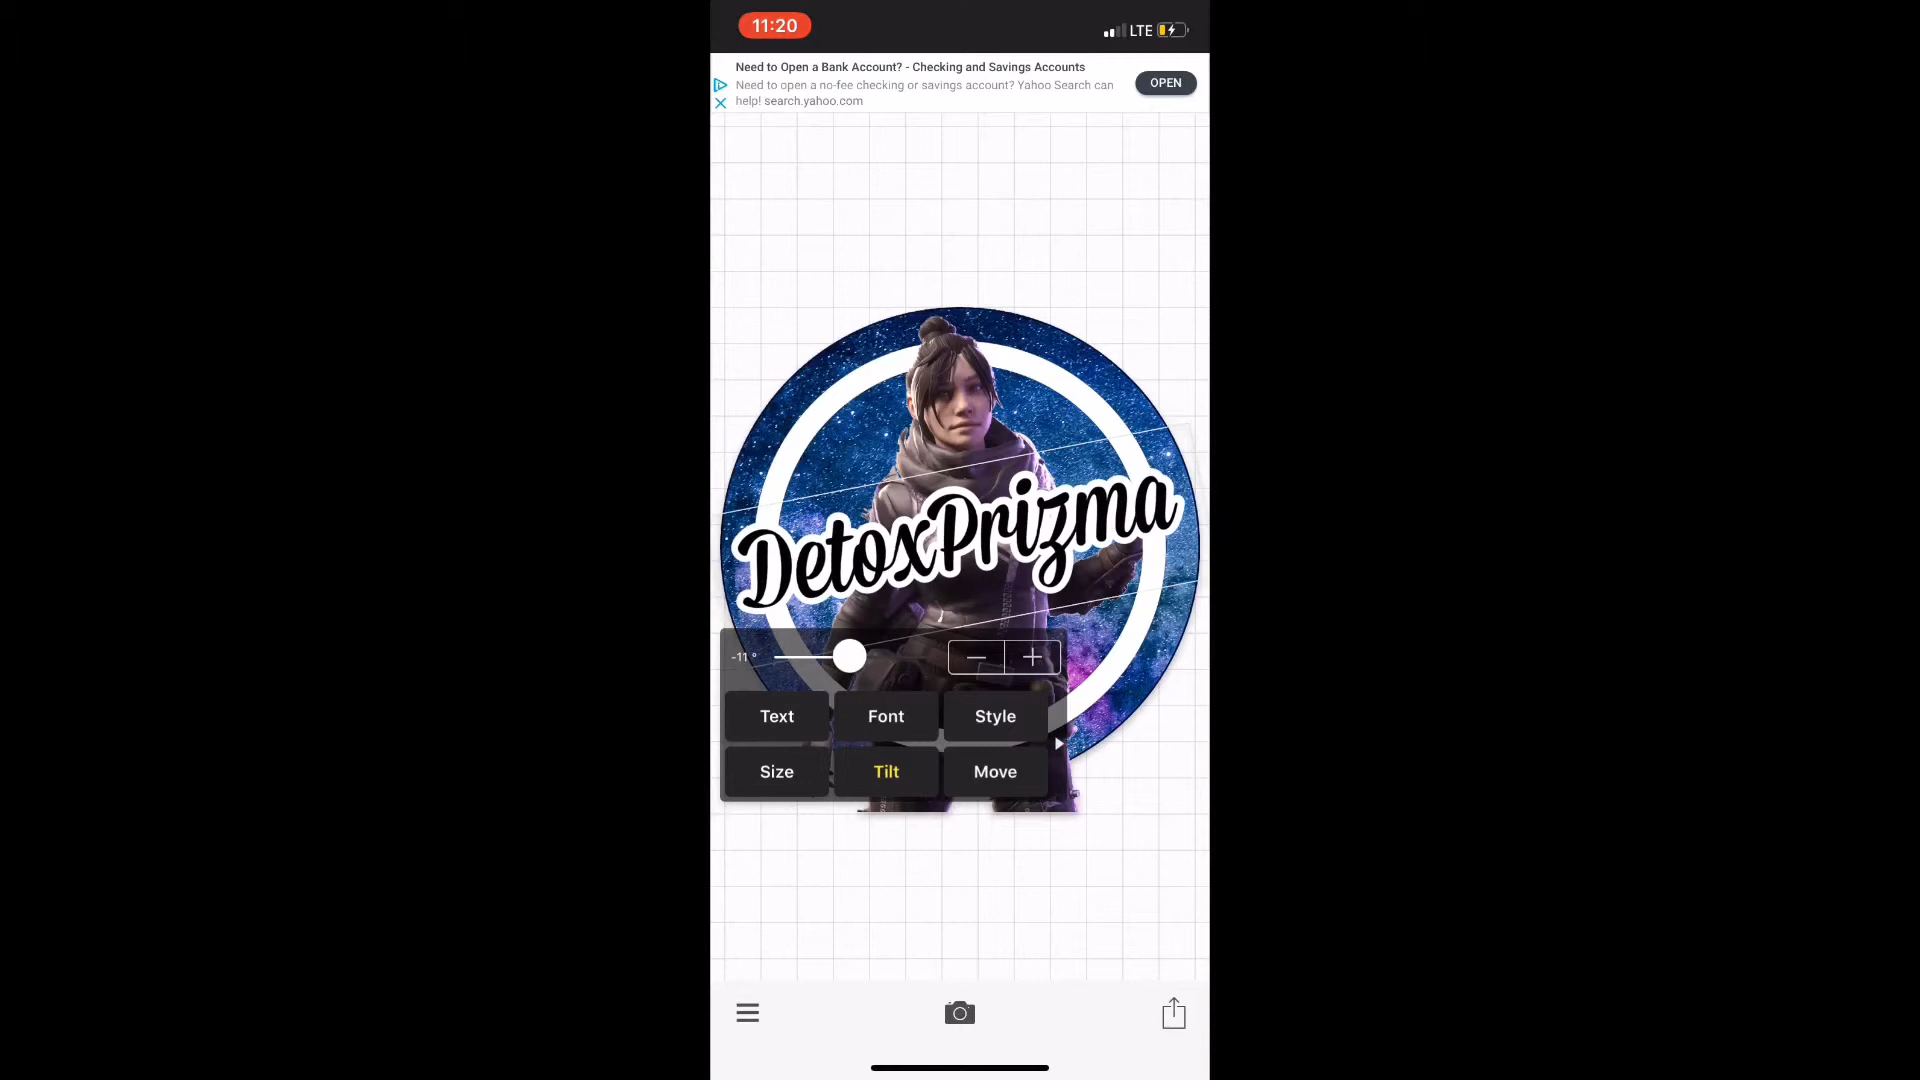 11:20
LTE
Need to Open a Bank Account? - Checking and Savings Accounts
Need to open a no-fee checking or savings account? Yahoo Search can
help! search.yahoo.com
OPEN
DetoxPrizma
-11 °
Text
Font
Style
Size
Tilt
Move